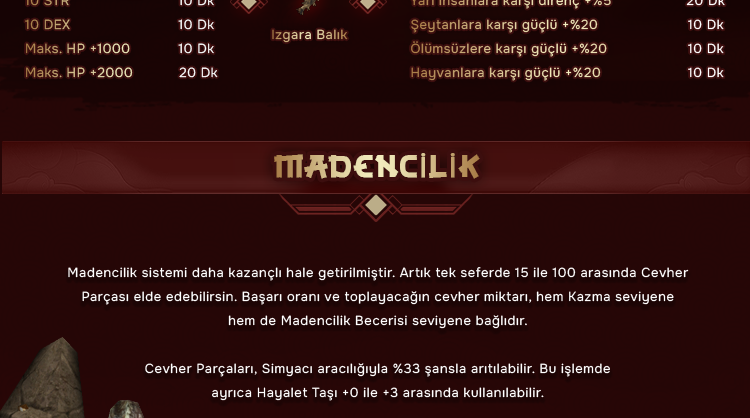 10 STR 10 Dk
Yarı İnsanlara karşı direnç +%5 20 Dk
10 DEX 10 Dk
Şeytanlara karşı güçlü +%20 10 Dk
Izgara Balık
Maks. HP +1000 10 Dk
Ölümsüzlere karşı güçlü +%20 10 Dk
Maks. HP +2000 20 Dk
Hayvanlara karşı güçlü +%20 10 Dk
MADENCİLİK
Madencilik sistemi daha kazançlı hale getirilmiştir. Artık tek seferde 15 ile 100 arasında Cevher
Parçası elde edebilirsin. Başarı oranı ve toplayacağın cevher miktarı, hem Kazma seviyene
hem de Madencilik Becerisi seviyene bağlıdır.
Cevher Parçaları, Simyacı aracılığıyla %33 şansla arıtılabilir. Bu işlemde
ayrıca Hayalet Taşı +0 ile +3 arasında kullanılabilir.